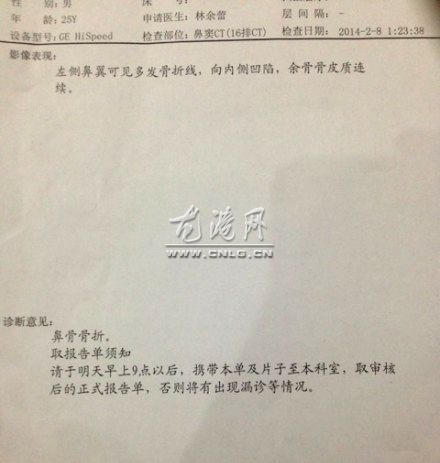 性 别:男 床 号:
年 龄:25Y 申请医生:林余蕾 层 间 隔:-
设备型号:GE HiSpeed 检查部位:鼻窦CT(16排CT) 检查日期:2014-2-8 1:23:38
影像表现:
左侧鼻翼可见多发骨折线,向内侧凹陷,余骨骨皮质连
续。
龙港网
WWW.CNLG.CN
诊断意见:
鼻骨骨折。
取报告单须知
请于明天早上9点以后,携带本单及片子至本科室,取审核
后的正式报告单,否则将有出现漏诊等情况。